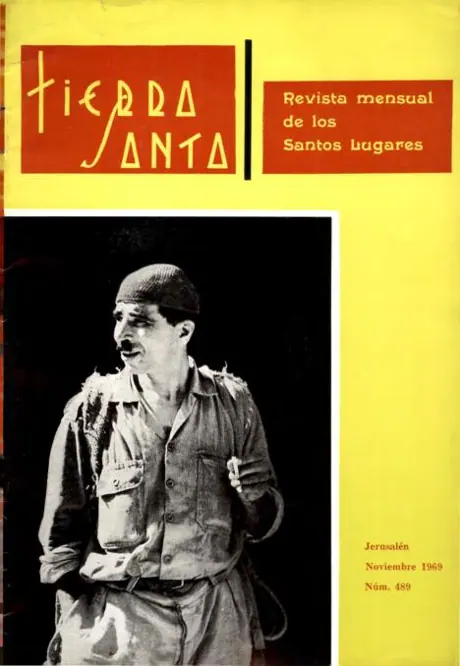 tierra
santa
Revista mensual
de los
Santos Lugares
Jerusalén
Noviembre 1969
Núm. 489